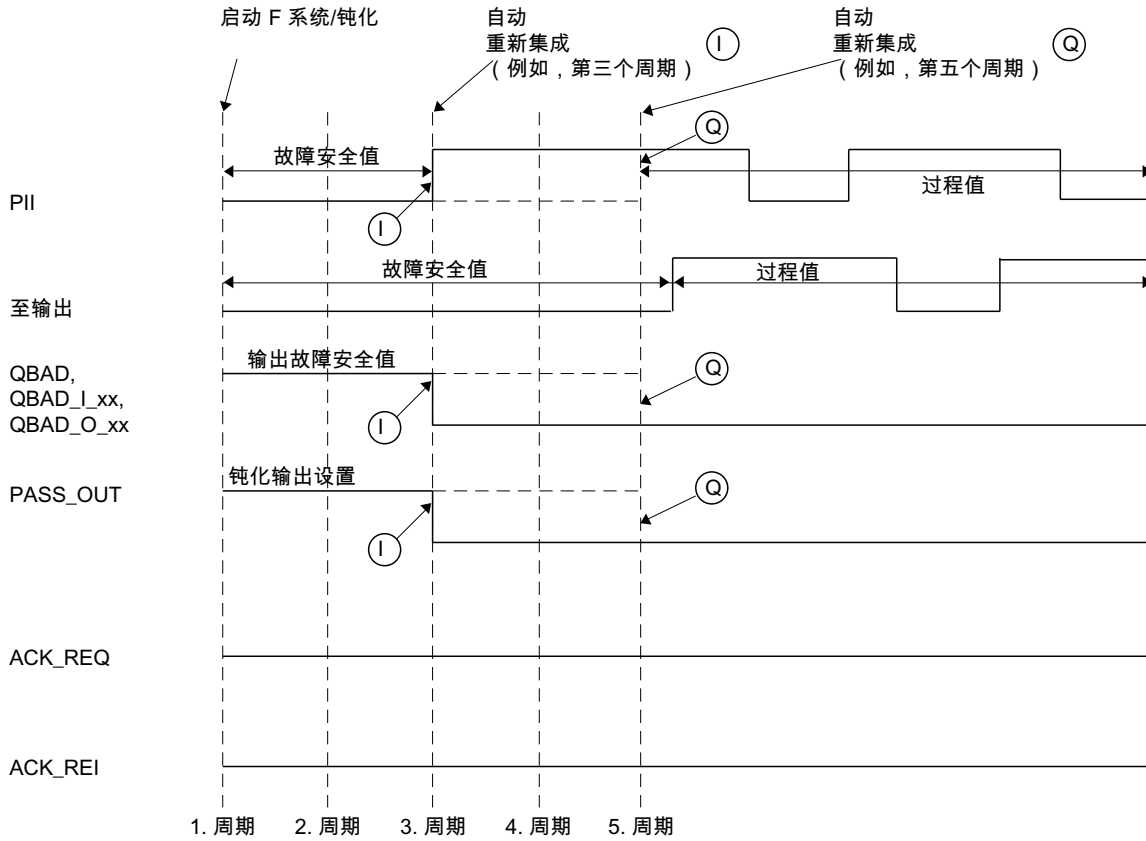 启动 F 系统/钝化
自动
重新集成
（例如，第三个周期）
I
自动
重新集成
（例如，第五个周期）
Q
Q
故障安全值
过程值
PII
I
故障安全值
过程值
至输出
输出故障安全值
QBAD,
QBAD_I_xx,
QBAD_O_xx
Q
I
钝化输出设置
PASS_OUT
Q
I
ACK_REQ
ACK_REI
1. 周期
2. 周期
3. 周期
4. 周期
5. 周期